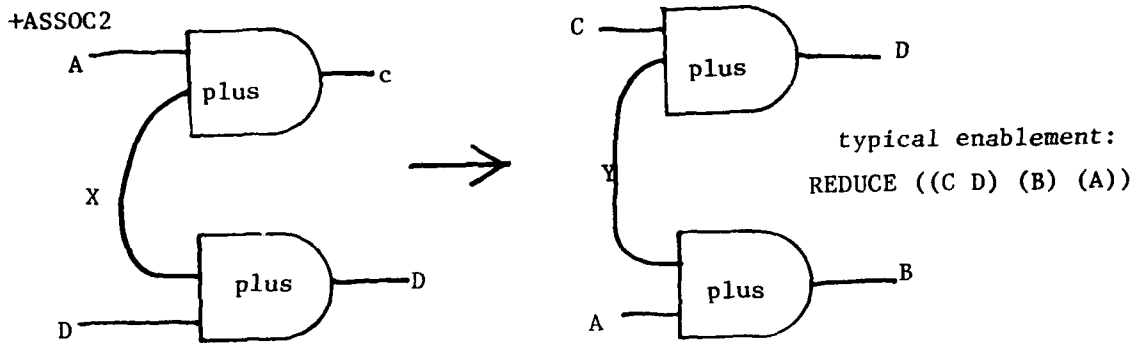 +ASSOC2
A
plus
c
X
plus
D
D
C
plus
D
Y
plus
B
A
typical enablement:
REDUCE ((C D) (B) (A))